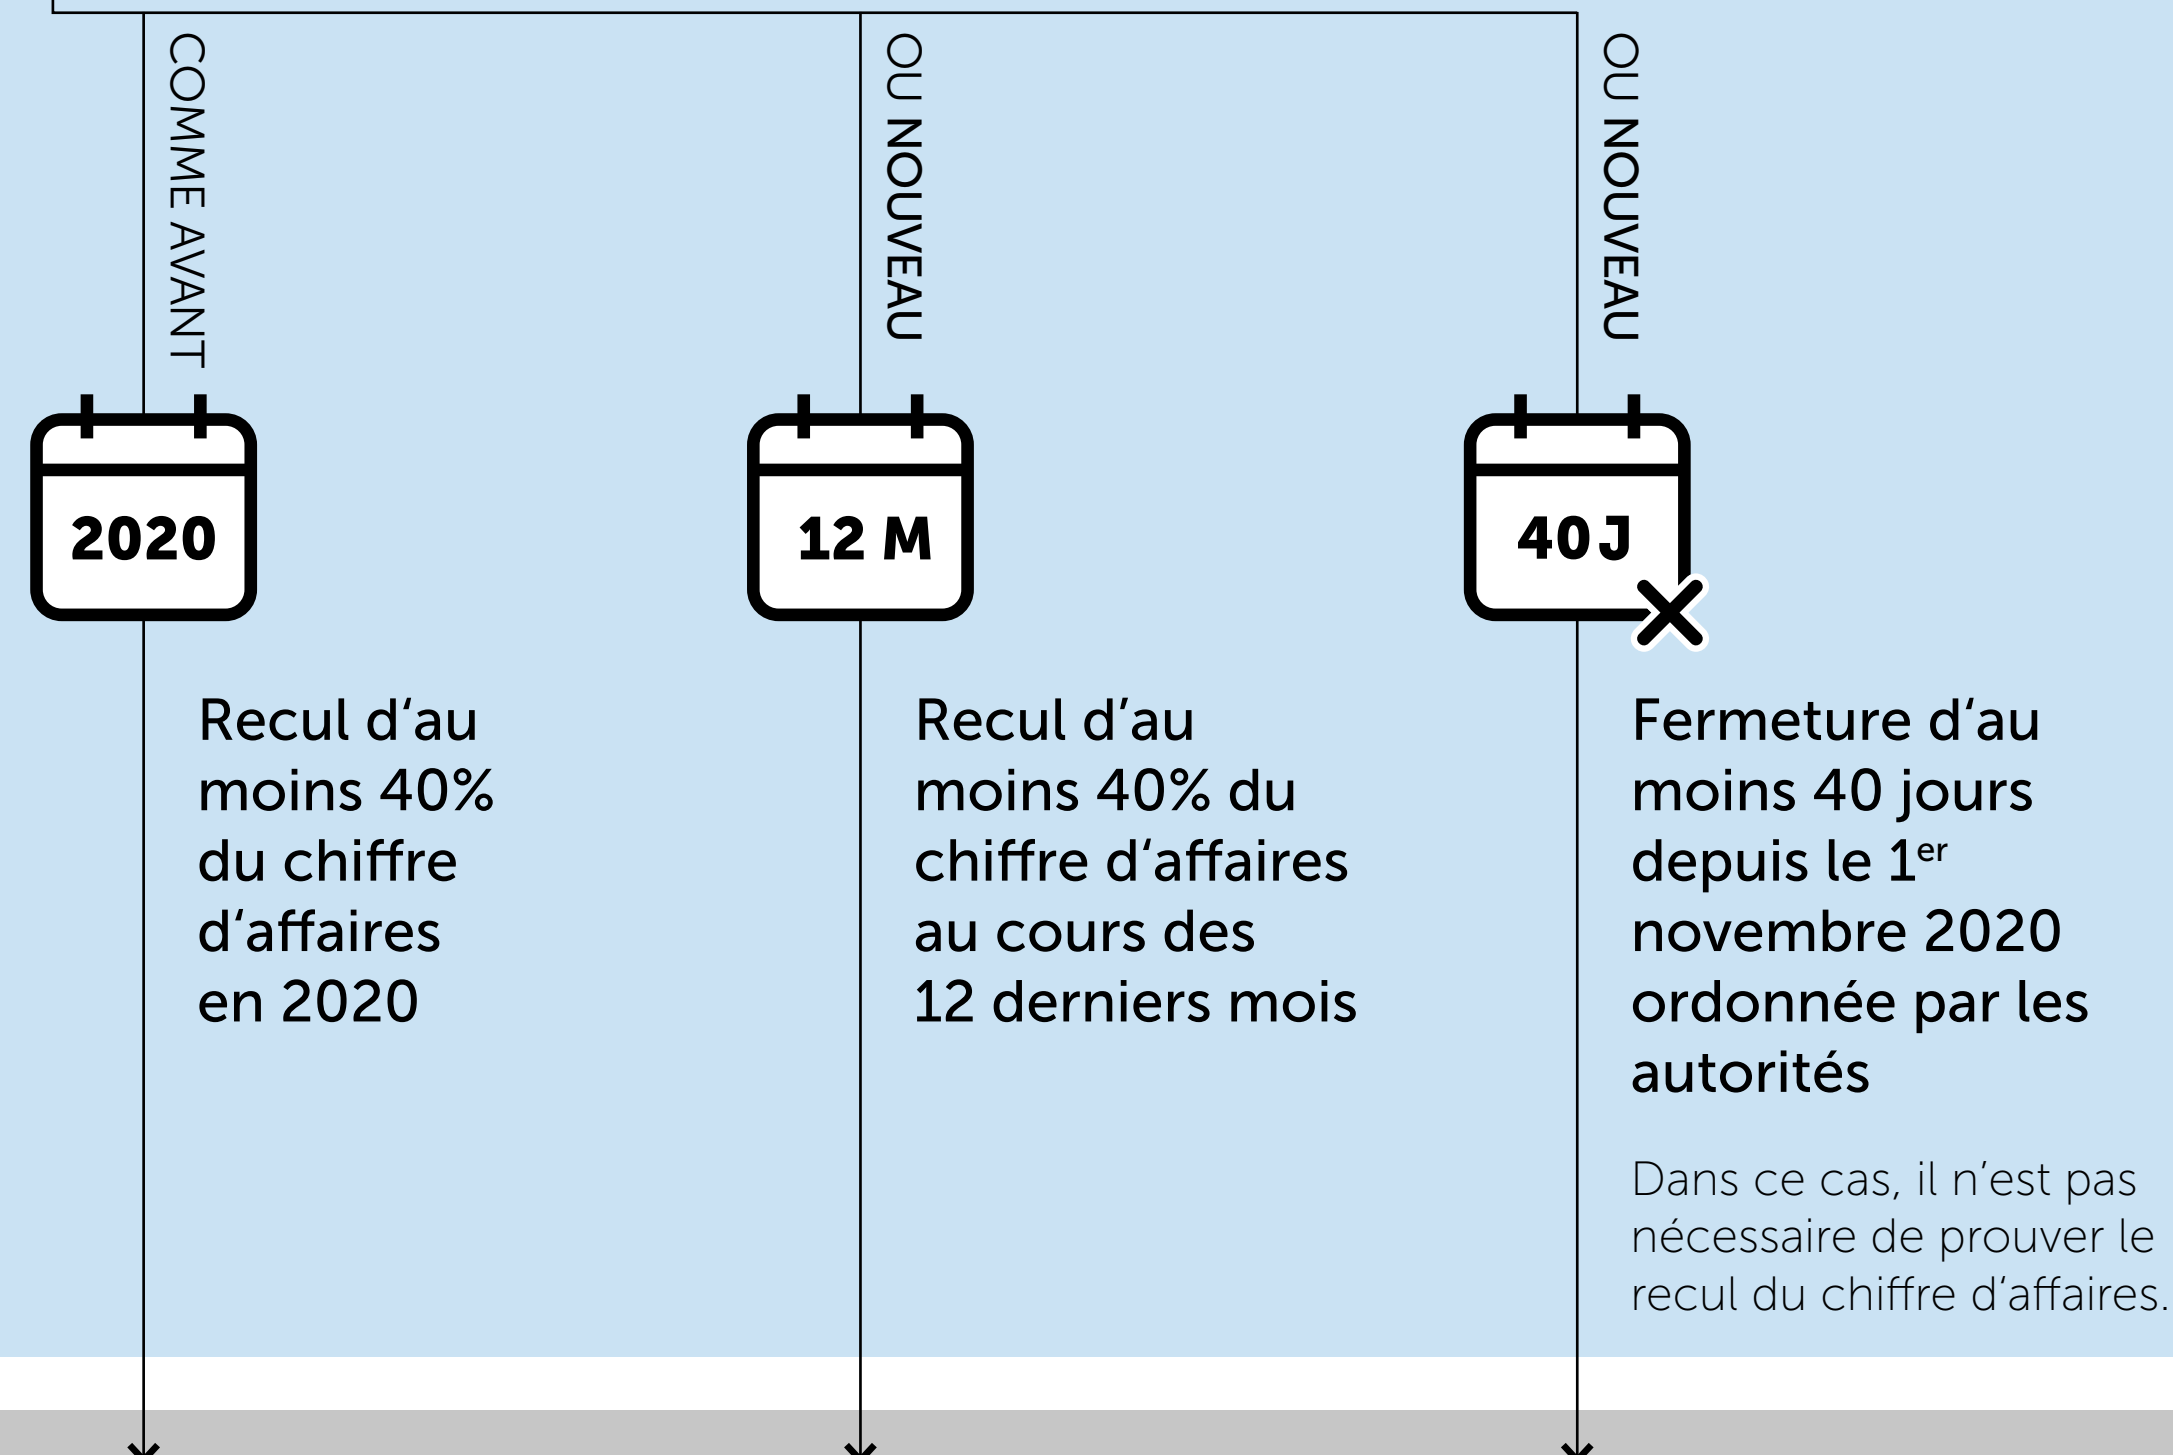 COMME AVANT
2020
Recul d‘au
moins 40%
du chiffre
d‘affaires
en 2020
OU NOUVEAU
12 M
Recul d’au
moins 40% du
chiffre d‘affaires
au cours des
12 derniers mois
OU NOUVEAU
40 J
Fermeture d‘au
moins 40 jours
depuis le 1er
novembre 2020
ordonnée par les
autorités
Dans ce cas, il n’est pas
nécessaire de prouver le
recul du chiffre d‘affaires.